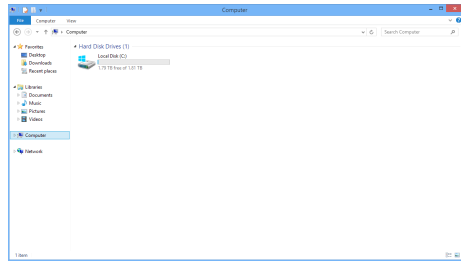 Computer
File Computer View
Computer
Search Computer
Favorites
Desktop
Downloads
Recent places
Libraries
Documents
Music
Pictures
Videos
Computer
Network
Hard Disk Drives (1)
Local Disk (C:)
1.78 TB free of 1.81 TB
1 item